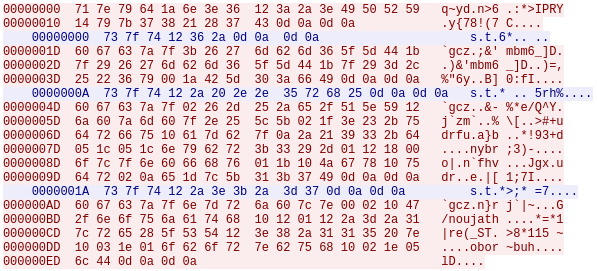 00000000 71 7e 79 64 1a 6e 3e 36 12 3a 2a 3e 49 50 52 59 q~yd.n>6 .:*>IPRY
00000010 14 79 7b 37 38 21 28 37 43 0d 0a 0d 0a .y{78!(7 C....
00000000 73 7f 74 12 36 2a 0d 0a 0d 0a s.t.6*.. ..
0000001D 60 67 63 7a 7f 3b 26 27 6d 62 6d 36 5f 5d 44 1b `gcz.;&' mbm6_]D.
0000002D 7f 29 26 27 6d 62 6d 36 5f 5d 44 1b 7f 29 3d 2c .)&'mbm6 _]D..)=,
0000003D 25 22 36 79 00 1a 42 5d 30 3a 66 49 0d 0a 0d 0a %"6y..B] 0:fI....
0000000A 73 7f 74 12 2a 20 2e 2e 35 72 68 25 0d 0a 0d 0a s.t.* .. 5rh%....
0000004D 60 67 63 7a 7f 02 26 2d 25 2a 65 2f 51 5e 59 12 `gcz..&- %*e/Q^Y.
0000005D 6a 60 7a 6d 60 7f 2e 25 5c 5b 02 1f 3e 23 2b 75 j`zm`..% \[..>#+u
0000006D 64 72 66 75 10 61 7d 62 7f 0a 2a 21 39 33 2b 64 drfu.a}b ..*!93+d
0000007D 05 1c 05 1c 6e 79 62 72 3b 33 29 2d 01 12 18 00 ....nybr ;3)-....
0000008D 6f 7c 7f 6e 60 66 68 76 01 1b 10 4a 67 78 10 75 o|.n`fhv ...Jgx.u
0000009D 64 72 02 0a 65 1d 7c 5b 31 3b 37 49 0d 0a 0d 0a dr..e.|[ 1;7I....
0000001A 73 7f 74 12 2a 3e 3b 2a 3d 37 0d 0a 0d 0a s.t.*>;* =7....
000000AD 60 67 63 7a 7f 6e 7d 72 6a 60 7c 7e 00 02 10 47 `gcz.n}r j`|~...G
000000BD 2f 6e 6f 75 6a 61 74 68 10 12 01 12 2a 3d 2a 31 /noujath ....*=*1
000000CD 7c 72 65 28 5f 53 54 12 3e 38 2a 31 31 35 20 7e |re(_ST. >8*115 ~
000000DD 10 03 1e 01 6f 62 6f 72 7e 62 75 68 10 02 1e 05 ....obor ~buh....
000000ED 6c 44 0d 0a 0d 0a lD....